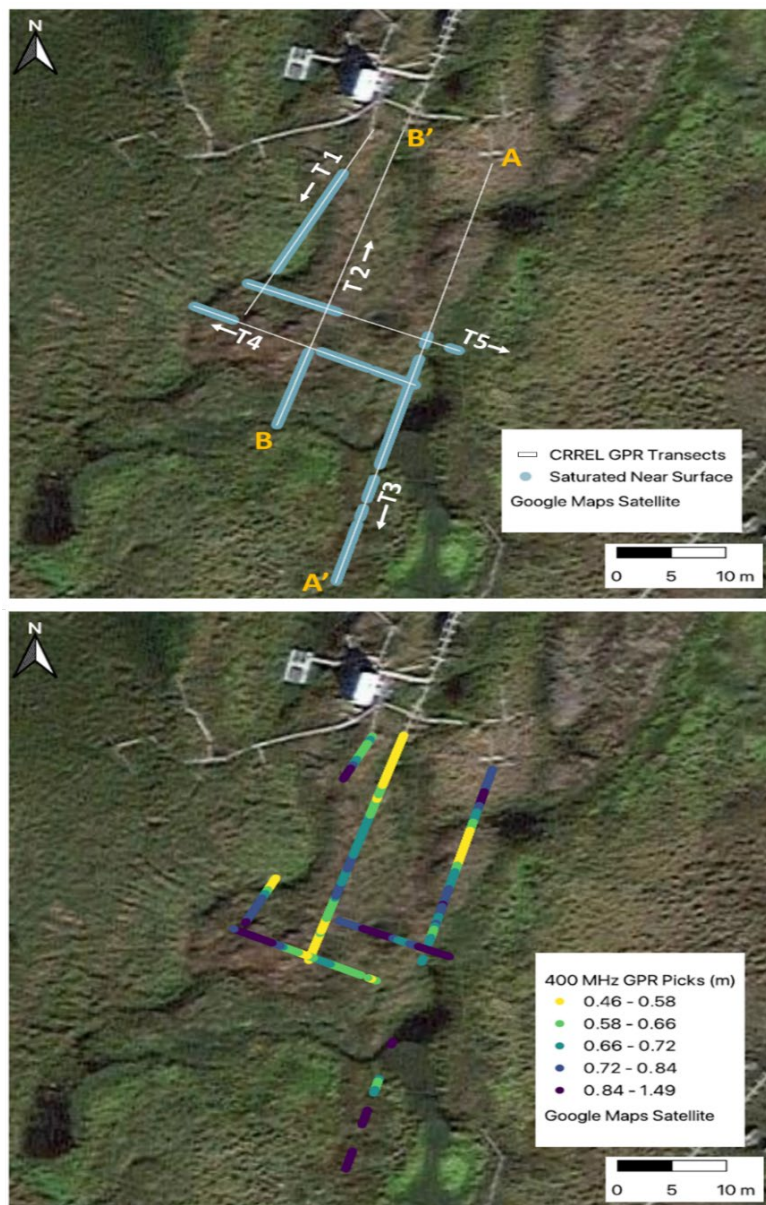 N
B'
A
← T 1
T 2 →
←T4
T5→
B
←T3
A'
CRREL GPR Transects
Saturated Near Surface
Google Maps Satellite
0 5 10 m
N
400 MHz GPR Picks (m)
0.46 - 0.58
0.58 - 0.66
0.66 - 0.72
0.72 - 0.84
0.84 - 1.49
Google Maps Satellite
0 5 10 m